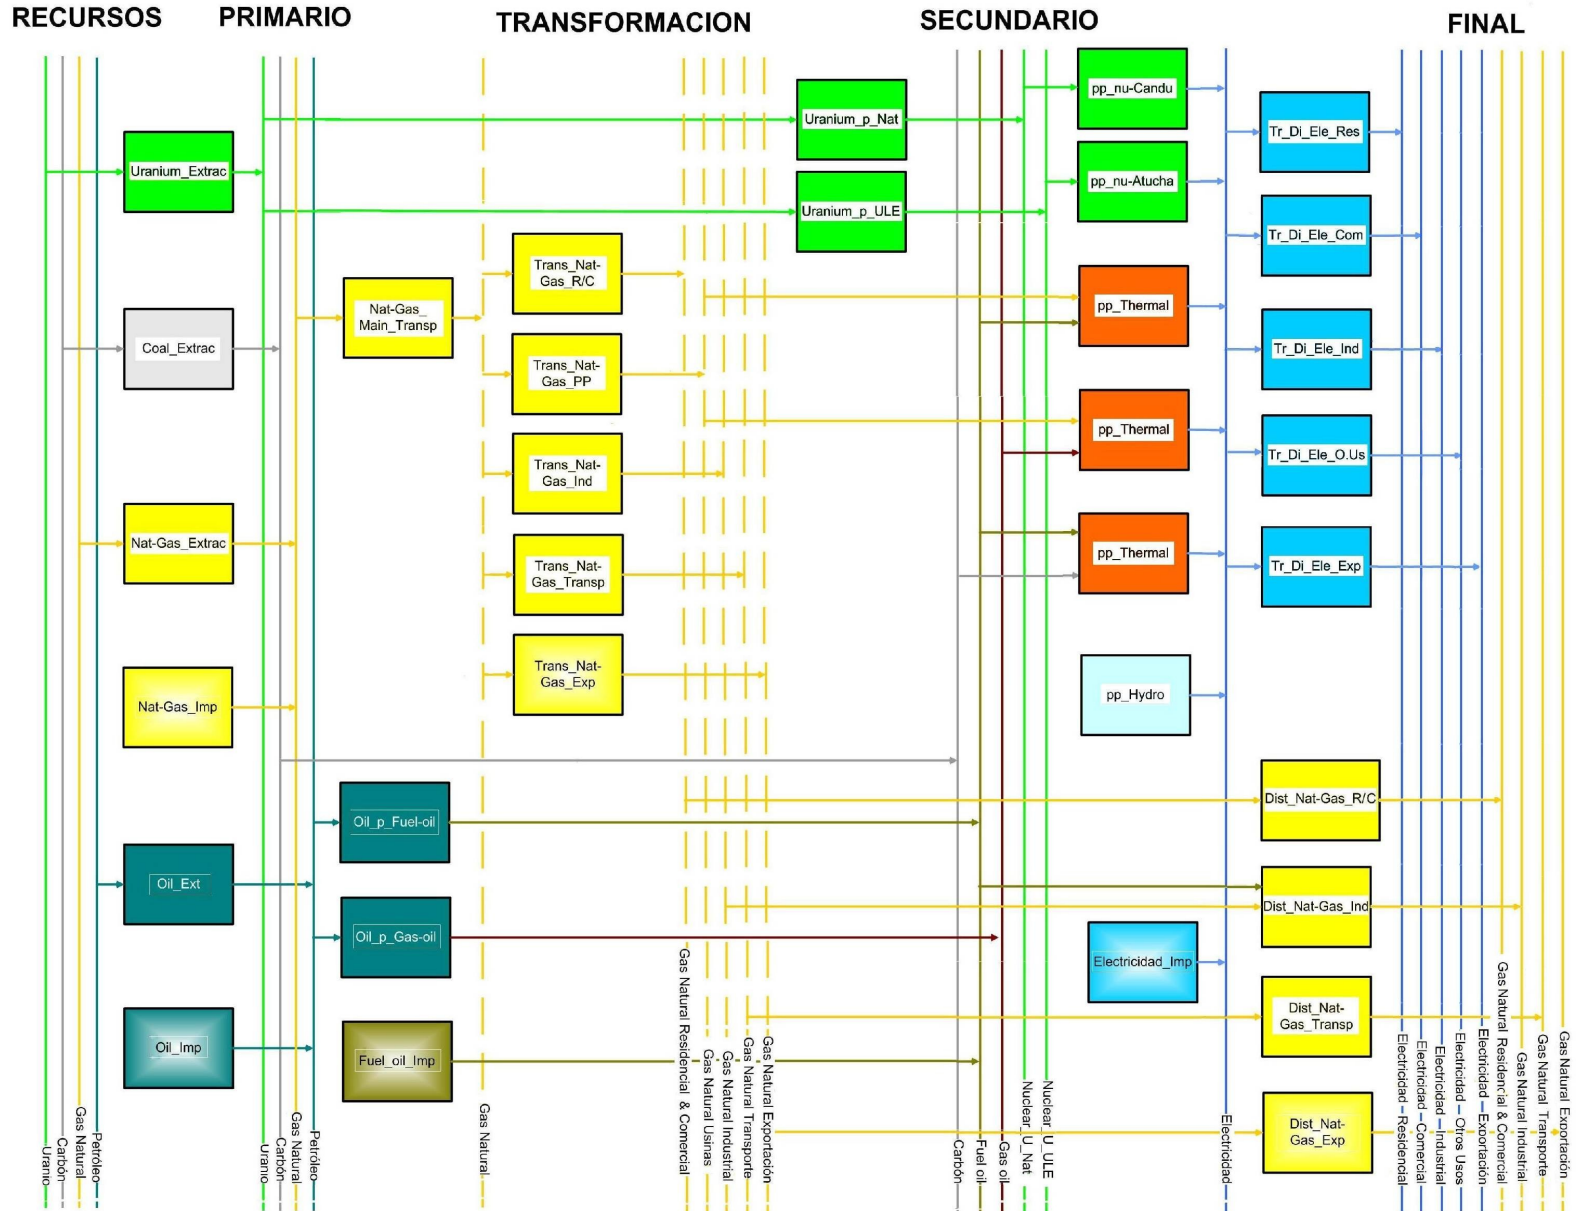 RECURSOS
PRIMARIO
TRANSFORMACION
SECUNDARIO
FINAL
Uranium_Extrac
Coal_Extrac
Nat-Gas_Extrac
Nat-Gas_Imp
Oil_Ext
Oil_Imp
Nat-Gas_
Main_Transp
Oil_p_Fuel-oil
Oil_p_Gas-oil
Fuel_oil_Imp
Trans_Nat-
Gas_R/C
Trans_Nat-
Gas_PP
Trans_Nat-
Gas_Ind
Trans_Nat-
Gas_Transp
Trans_Nat-
Gas_Exp
Uranium_p_Nat
Uranium_p_ULE
pp_nu-Candu
pp_nu-Atucha
pp_Thermal
pp_Thermal
pp_Thermal
pp_Hydro
Electricidad_Imp
Tr_Di_Ele_Res
Tr_Di_Ele_Com
Tr_Di_Ele_Ind
Tr_Di_Ele_O.Us
Tr_Di_Ele_Exp
Dist_Nat-Gas_R/C
Dist_Nat-Gas_Ind
Dist_Nat-
Gas_Transp
Dist_Nat-
Gas_Exp
Uranio
Carbón
Gas Natural
Petróleo
Uranio
Carbón
Gas Natural
Petróleo
Gas Natural
Gas Natural Residencial & Comercial
Gas Natural Usinas
Gas Natural Industrial
Gas Natural Transporte
Gas Natural Exportación
Carbón
Fuel oil
Gas oil
Nuclear_U_Nat
Nuclear_U_ULE
Electricidad
Electricidad - Residencial
Electricidad - Comercial
Electricidad - Industrial
Electricidad - Otros Usos
Electricidad - Exportación
Gas Natural Residencial & Comercial
Gas Natural Industrial
Gas Natural Transporte
Gas Natural Exportación